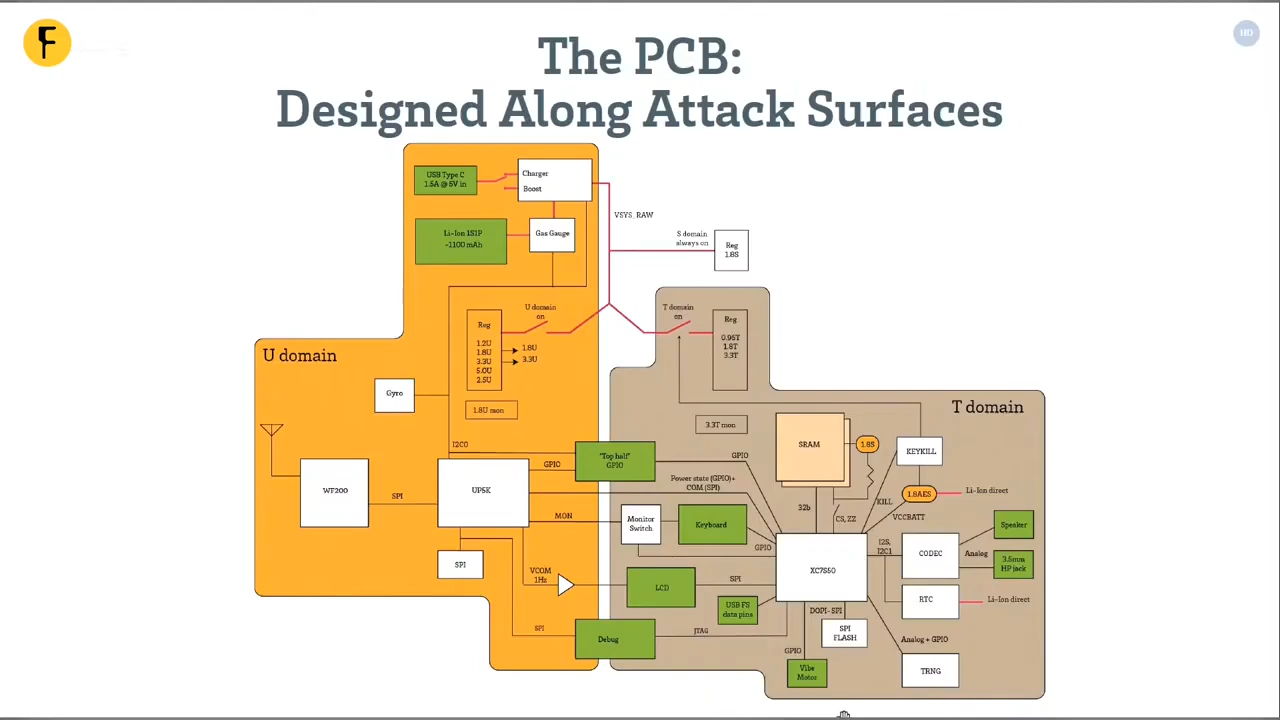 F
HD
The PCB:
Designed Along Attack Surfaces
USB Type C
1.5A @ 5V in
Charger
Boost
VSYS_RAW
Li-Ion 1S1P
~1100 mAh
Gas Gauge
S domain
always on
Reg
1.8S
U domain
on
T domain
on
Reg
1.2U
1.8U
3.3U
5.0U
2.5U
1.8U
3.3U
Reg
0.95T
1.8T
3.3T
U domain
Gyro
1.8U mon
T domain
3.3T mon
I2C0
GPIO
"Top half"
GPIO
GPIO
SRAM
1.8S
KEYKILL
WF200
SPI
UP5K
Power state (GPIO)+
COM (SPI)
1.8AES
Li-Ion direct
KILL
32b
CS, ZZ
VCCBATT
MON
Monitor
Switch
Keyboard
GPIO
Speaker
I2S,
I2C1
CODEC
Analog
3.5mm
HP jack
SPI
VCOM
1Hz
LCD
SPI
XC7S50
RTC
Li-Ion direct
USB FS
data pins
DOPI-SPI
SPI
FLASH
SPI
Debug
JTAG
GPIO
Analog + GPIO
Vibe
Motor
TRNG